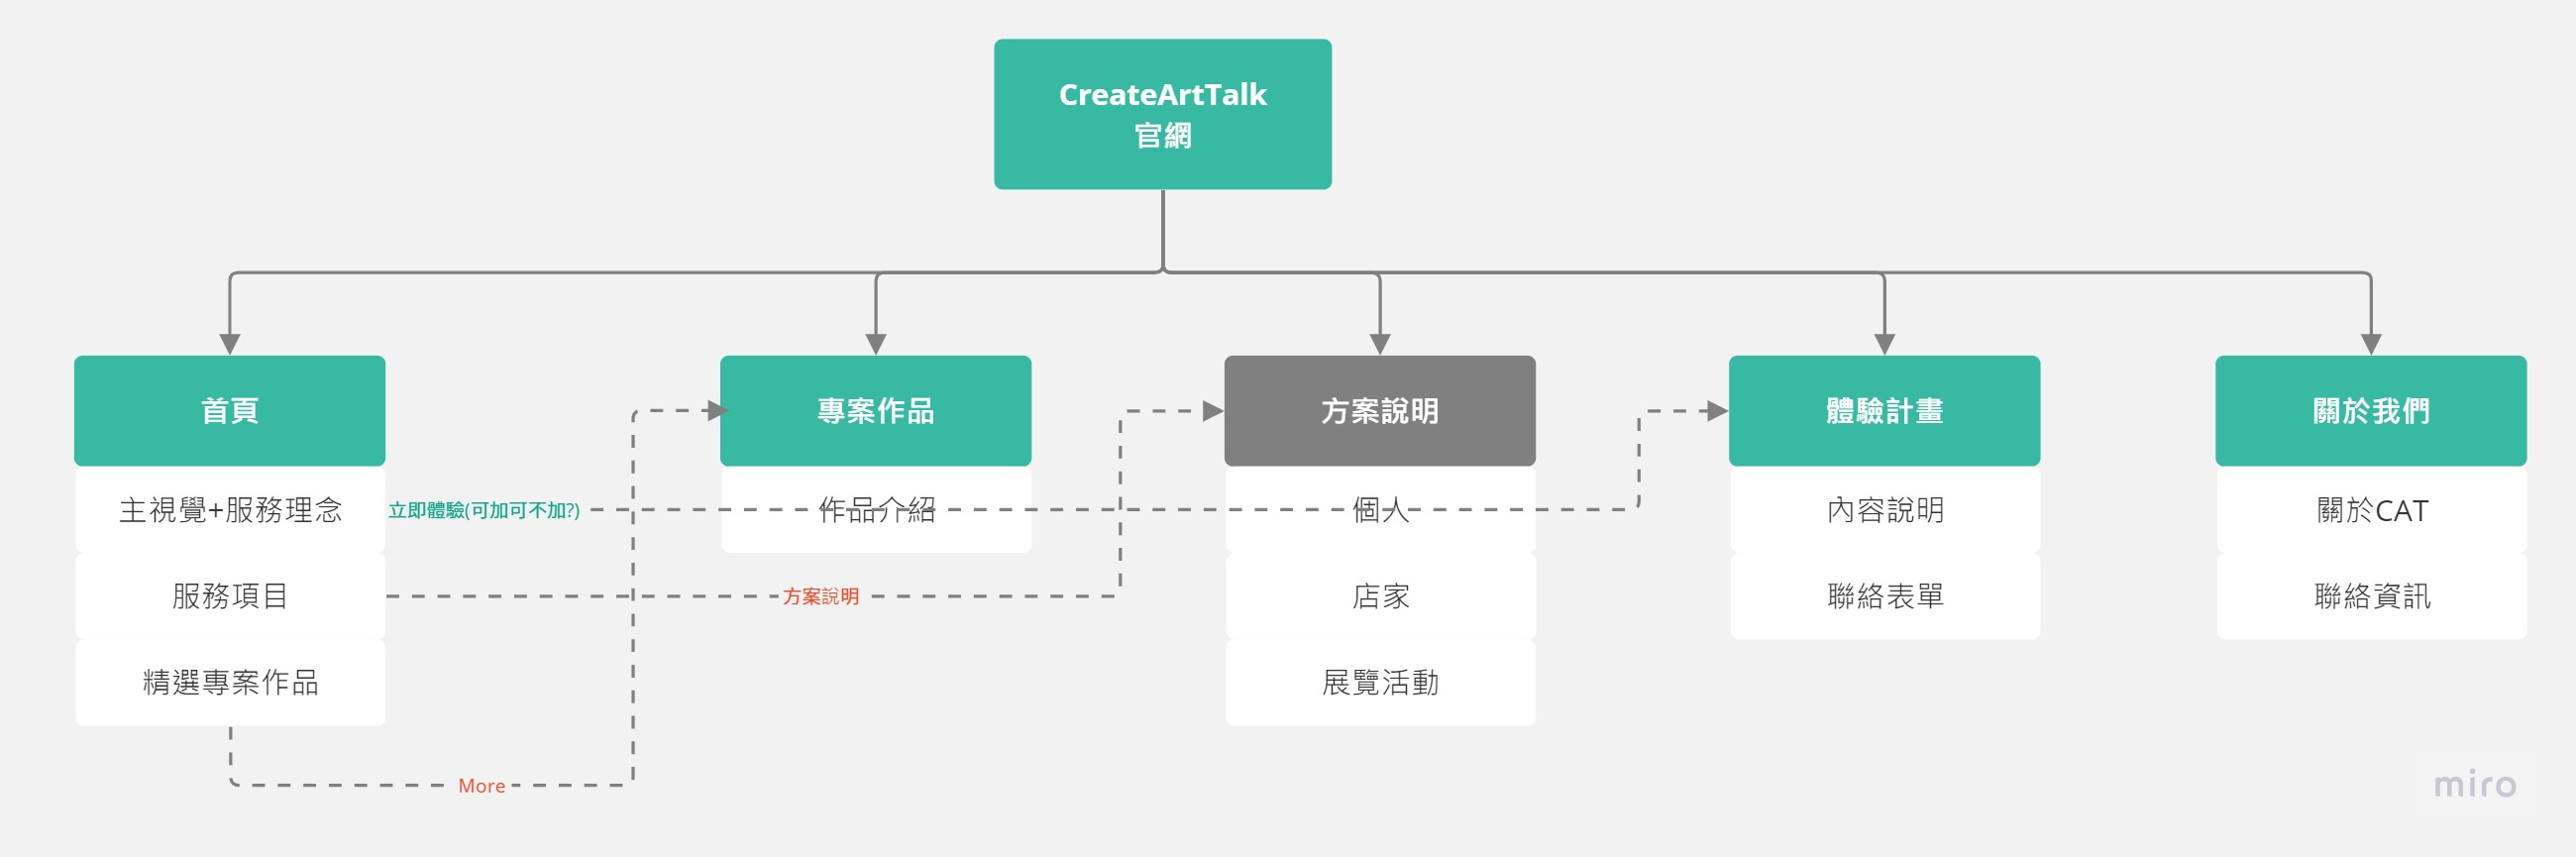 CreateArtTalk
官網
首頁
專案作品
方案說明
體驗計畫
關於我們
主視覺+服務理念
立即體驗(可加可不加?)
作品介紹
個人
內容說明
關於CAT
服務項目
方案說明
店家
聯絡表單
聯絡資訊
精選專案作品
展覽活動
More
miro